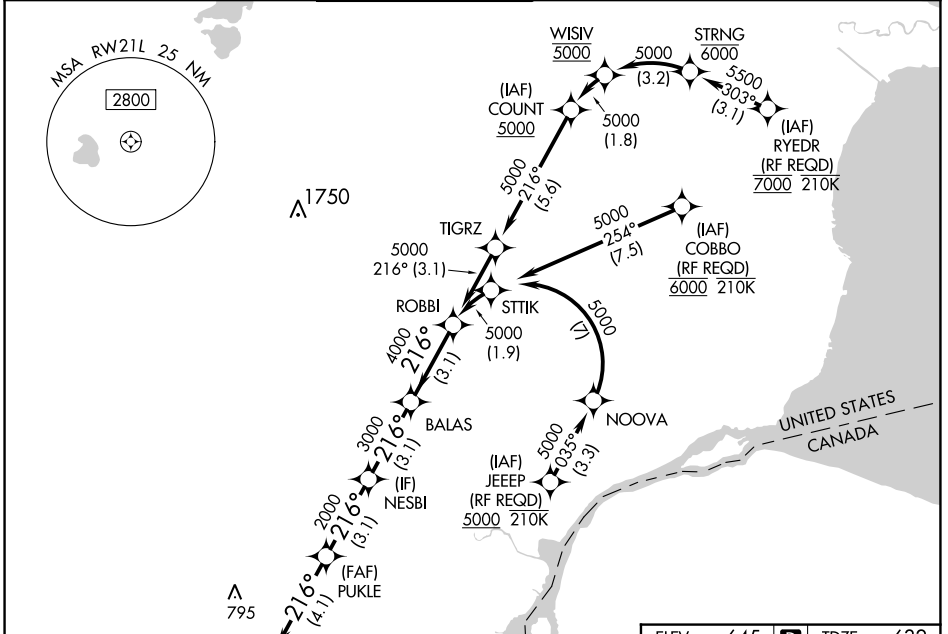 MSA RW21L 25 NM
2800
1750
WISIV
5000
STRNG
6000
5000
(3.2)
5500
303°
(3.1)
(IAF)
COUNT
5000
5000
(1.8)
(IAF)
RYEDR
(RF REQD)
7000 210K
5000
216°
(5.6)
5000
254°
(7.5)
(IAF)
COBBO
(RF REQD)
6000 210K
TIGRZ
5000
216° (3.1)
STTIK
ROBBI
5000
(1.9)
5000
(7)
4000
216°
(3.1)
BALAS
NOOVA
UNITED STATES
CANADA
3000
216°
(3.1)
5000
035°
(3.3)
(IAF)
JEEEP
(RF REQD)
5000 210K
(IF)
NESBI
2000
216°
(3.1)
(FAF)
PUKLE
795
216°
(4.1)
ELEV 645 D TDZE 632